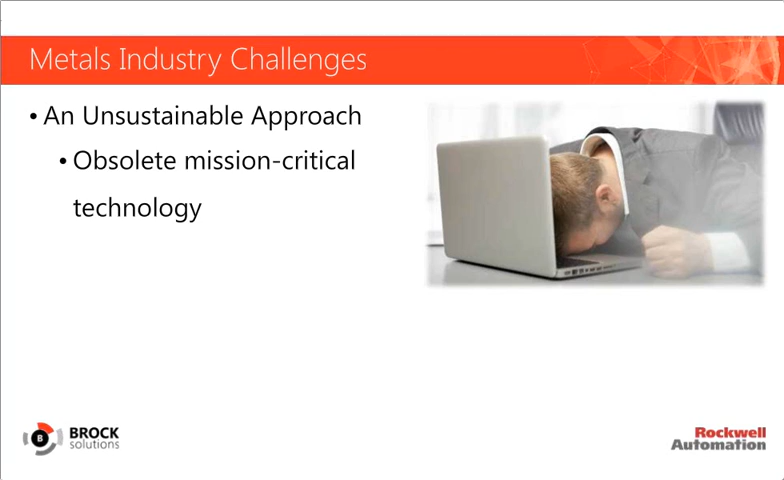 Metals Industry Challenges
• An Unsustainable Approach
• Obsolete mission-critical
technology
B
BROCK
solutions
Rockwell
Automation